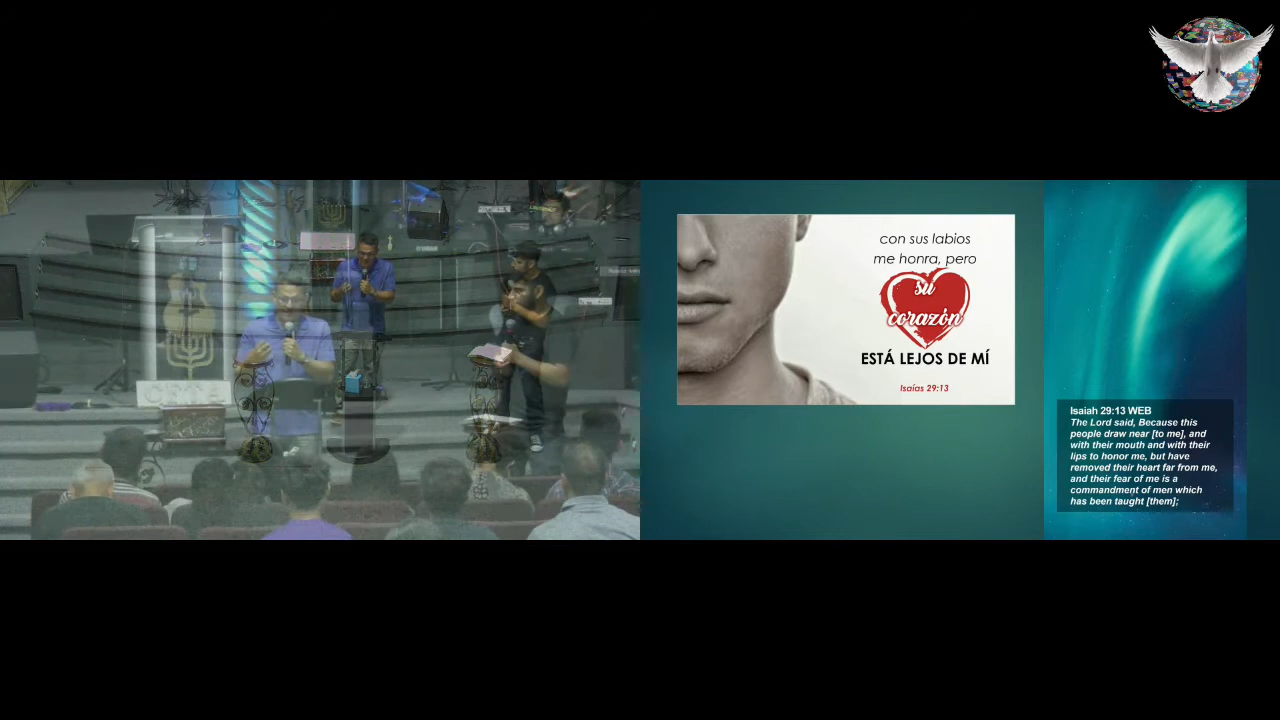 con sus labios
me honra, pero
su
corazón
ESTÁ LEJOS DE MÍ
Isaías 29:13
Isaiah 29:13 WEB
The Lord said, Because this
people draw near [to me], and
with their mouth and with their
lips to honor me, but have
removed their heart far from me,
and their fear of me is a
commandment of men which
has been taught [them];